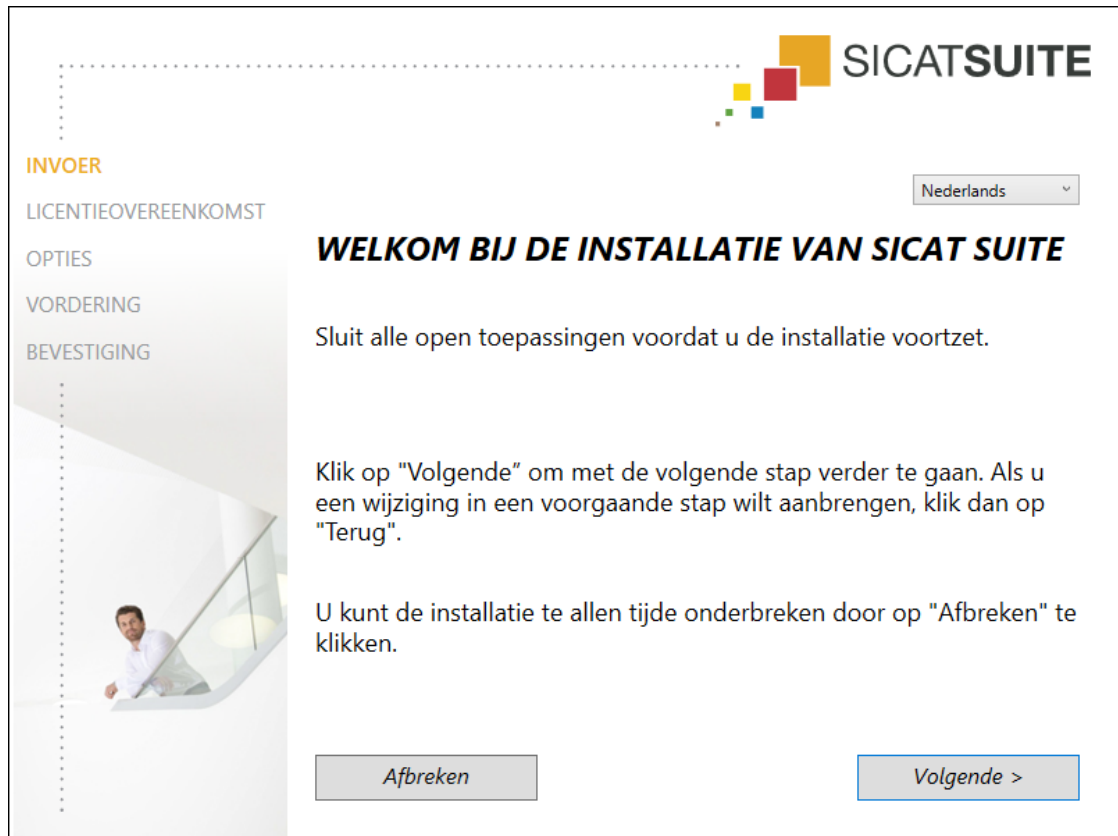 SICATSUITE
INVOER
LICENTIEOVEREENKOMST
OPTIES
VORDERING
BEVESTIGING
Nederlands
WELKOM BIJ DE INSTALLATIE VAN SICAT SUITE
Sluit alle open toepassingen voordat u de installatie voortzet.
Klik op "Volgende” om met de volgende stap verder te gaan. Als u
een wijziging in een voorgaande stap wilt aanbrengen, klik dan op
"Terug".
U kunt de installatie te allen tijde onderbreken door op "Afbreken" te
klikken.
Afbreken
Volgende >